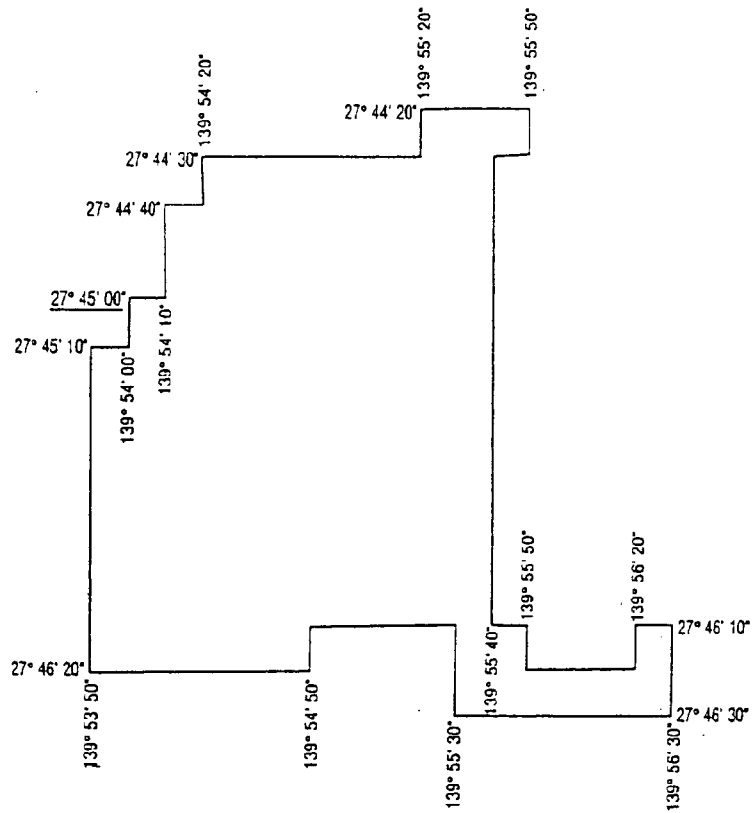 139° 55' 20"
139° 55' 50"
139° 54' 20"
27° 44' 20"
27° 44' 30"
27° 44' 40"
27° 45' 00"
27° 45' 10"
139° 54' 00"
139° 54' 10"
139° 55' 50"
139° 56' 20"
27° 46' 10"
139° 55' 40"
27° 46' 20"
27° 46' 30"
139° 53' 50"
139° 54' 50"
139° 55' 30"
139° 56' 30"